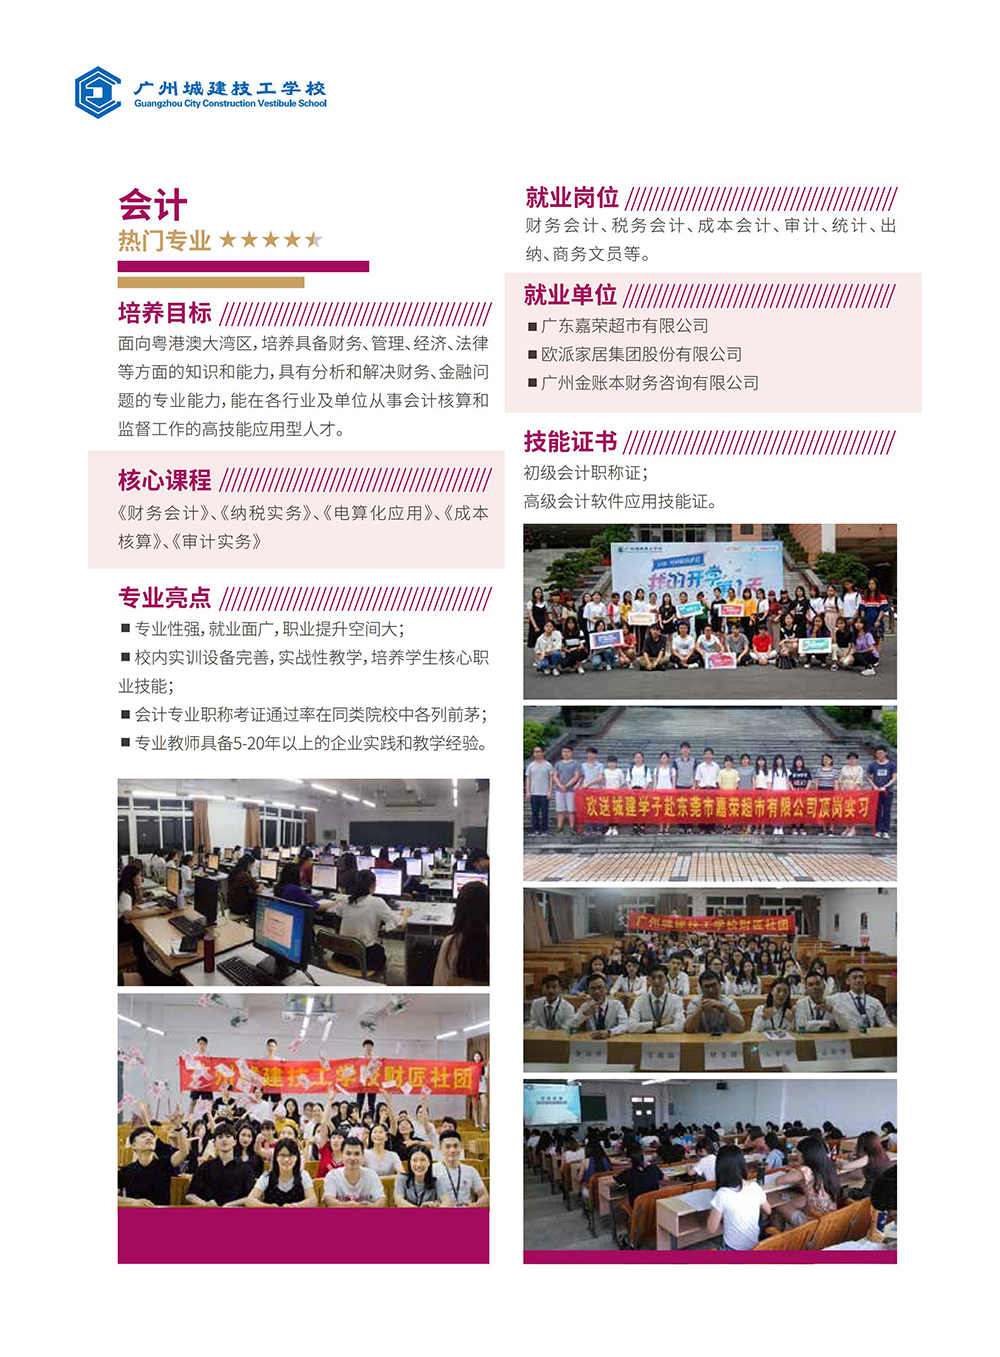 广州城建技工学校
Guangzhou City Construction Vestibule School
会计
热门专业
培养目标
面向粤港澳大湾区，培养具备财务、管理、经济、法律
等方面的知识和能力，具有分析和解决财务、金融问
题的专业能力，能在各行业及单位从事会计核算和
监督工作的高技能应用型人才。
核心课程
《财务会计》、《纳税实务》、《电算化应用》、《成本
核算》、《审计实务》
专业亮点
■ 专业性强，就业面广，职业提升空间大；
■ 校内实训设备完善，实战性教学，培养学生核心职
业技能；
■ 会计专业职称考证通过率在同类院校中各列前茅；
■ 专业教师具备5-20年以上的企业实践和教学经验。
广州城建技工学校财匠社团
就业岗位
财务会计、税务会计、成本会计、审计、统计、出
纳、商务文员等。
就业单位
■ 广东嘉荣超市有限公司
■ 欧派家居集团股份有限公司
■ 广州金账本财务咨询有限公司
技能证书
初级会计职称证；
高级会计软件应用技能证。
广州城建技工学校
我的开学第1天
欢送城建学子赴东莞市嘉荣超市有限公司顶岗实习
广州城建技工学校财匠社团